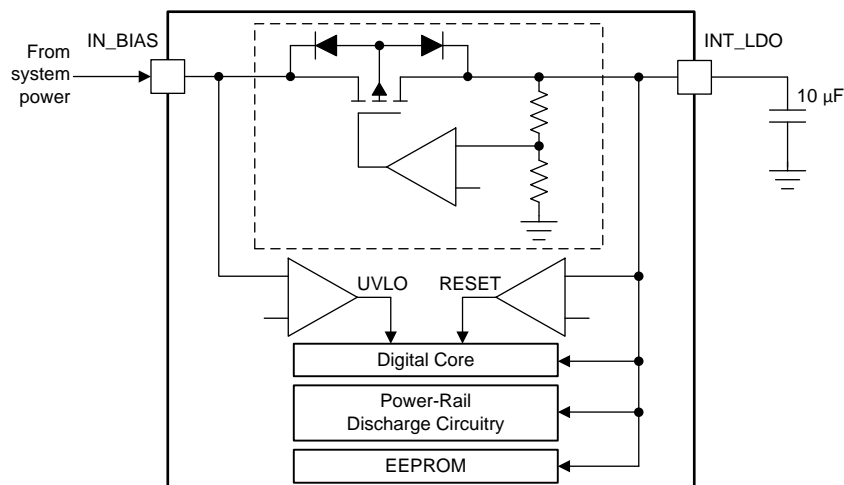 IN_BIAS
INT_LDO
From
system
power
10 µF
UVLO
RESET
Digital Core
Power-Rail
Discharge Circuitry
EEPROM